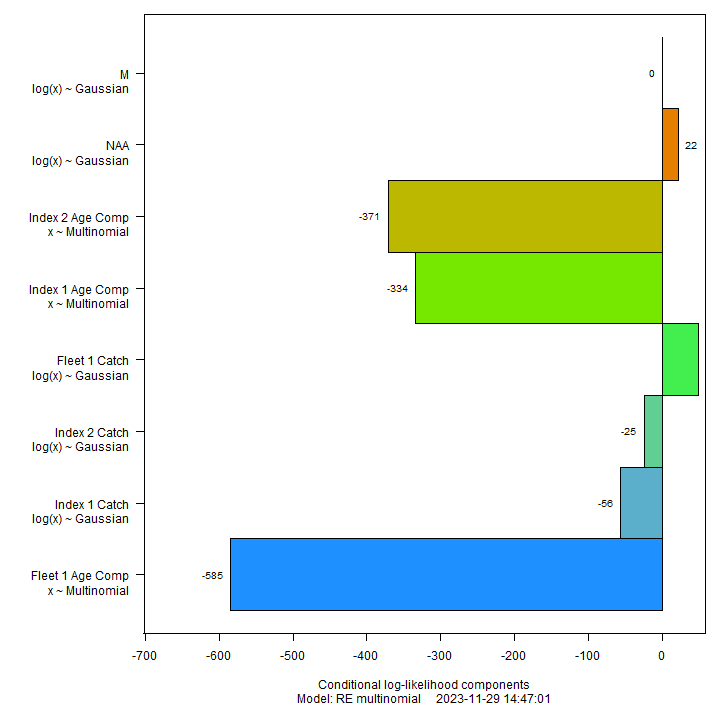 M
log(x) ~ Gaussian
0
NAA
log(x) ~ Gaussian
22
Index 2 Age Comp
x ~ Multinomial
-371
Index 1 Age Comp
x ~ Multinomial
-334
Fleet 1 Catch
log(x) ~ Gaussian
Index 2 Catch
log(x) ~ Gaussian
-25
Index 1 Catch
log(x) ~ Gaussian
-56
Fleet 1 Age Comp
x ~ Multinomial
-585
-700 -600 -500 -400 -300 -200 -100 0
Conditional log-likelihood components
Model: RE multinomial 2023-11-29 14:47:01